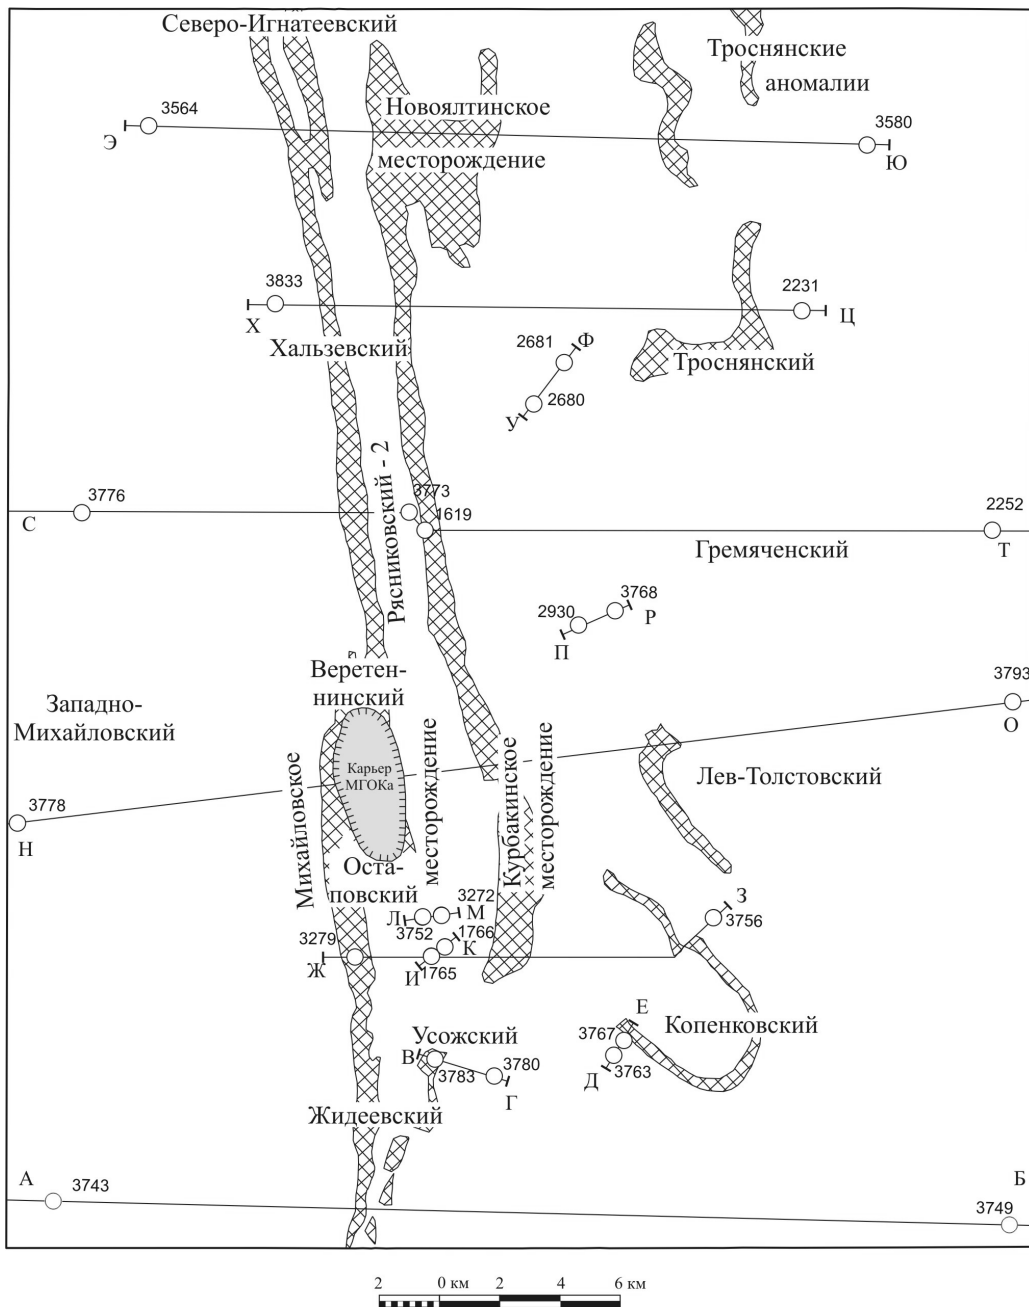 Северо-Игнатеевский
Троснянские
аномалии
3564
Новоялтинское
месторождение
3580
Э
Ю
3833
2231
Х
Ц
Хальзевский
2681
Ф
Троснянский
2680
У
Рясниковский - 2
3776
3773
1619
2252
С
Т
Гремяченский
3768
2930
Р
П
Веретен-
нинский
Западно-
Михайловский
3793
О
Карьер
МГОКа
Михайловское
месторождение
Курбакинское
месторождение
Лев-Толстовский
3778
Н
Оста-
повский
3272
Л
М
3752
З
3756
1766
3279
К
Ж
И
1765
Е
Усожский
3767
Копенковский
В
3783
3780
3763
Д
Г
Жидеевский
А
3743
Б
3749
2 0 км 2 4 6 км